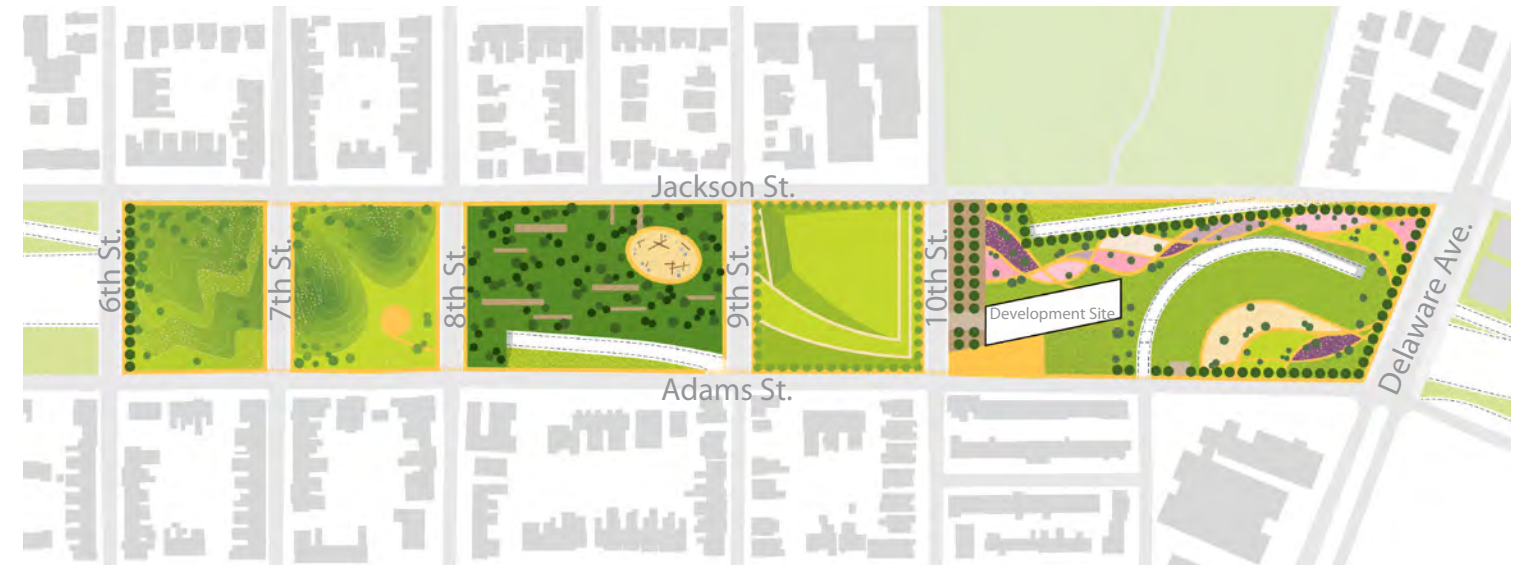 Jackson St.
6th St.
7th St.
8th St.
9th St.
10th St.
Development Site
Delaware Ave.
Adams St.